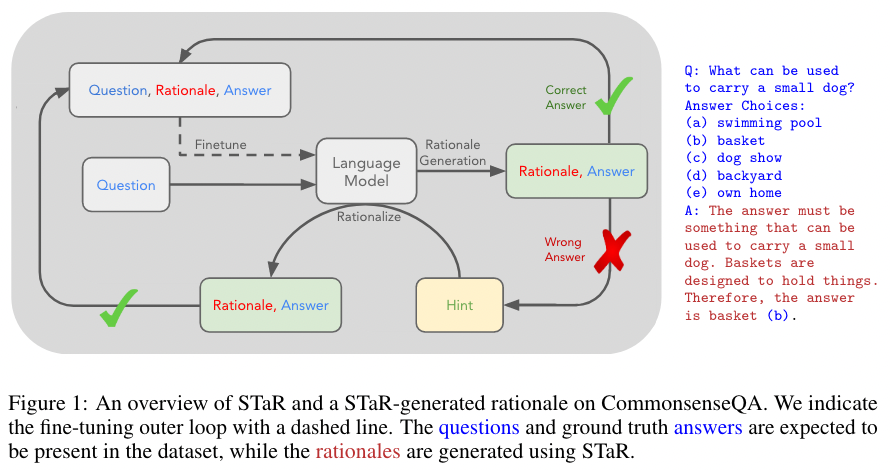 Question, Rationale, Answer
Finetune
Question
Language
Model
Rationale
Generation
Correct
Answer
Rationale, Answer
Rationalize
Wrong
Answer
Rationale, Answer
Hint
Q: What can be used
to carry a small dog?
Answer Choices:
(a) swimming pool
(b) basket
(c) dog show
(d) backyard
(e) own home
A: The answer must be
something that can be
used to carry a small
dog. Baskets are
designed to hold things.
Therefore, the answer
is basket (b).
Figure 1: An overview of STaR and a STaR-generated rationale on CommonsenseQA. We indicate
the fine-tuning outer loop with a dashed line. The questions and ground truth answers are expected to
be present in the dataset, while the rationales are generated using STaR.